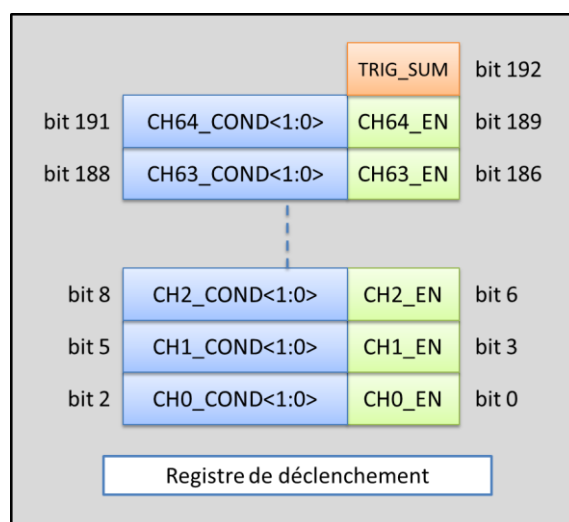 TRIG_SUM bit 192
bit 191 CH64_COND<1:0> CH64_EN bit 189
bit 188 CH63_COND<1:0> CH63_EN bit 186
bit 8 CH2_COND<1:0> CH2_EN bit 6
bit 5 CH1_COND<1:0> CH1_EN bit 3
bit 2 CH0_COND<1:0> CH0_EN bit 0
Registre de déclenchement